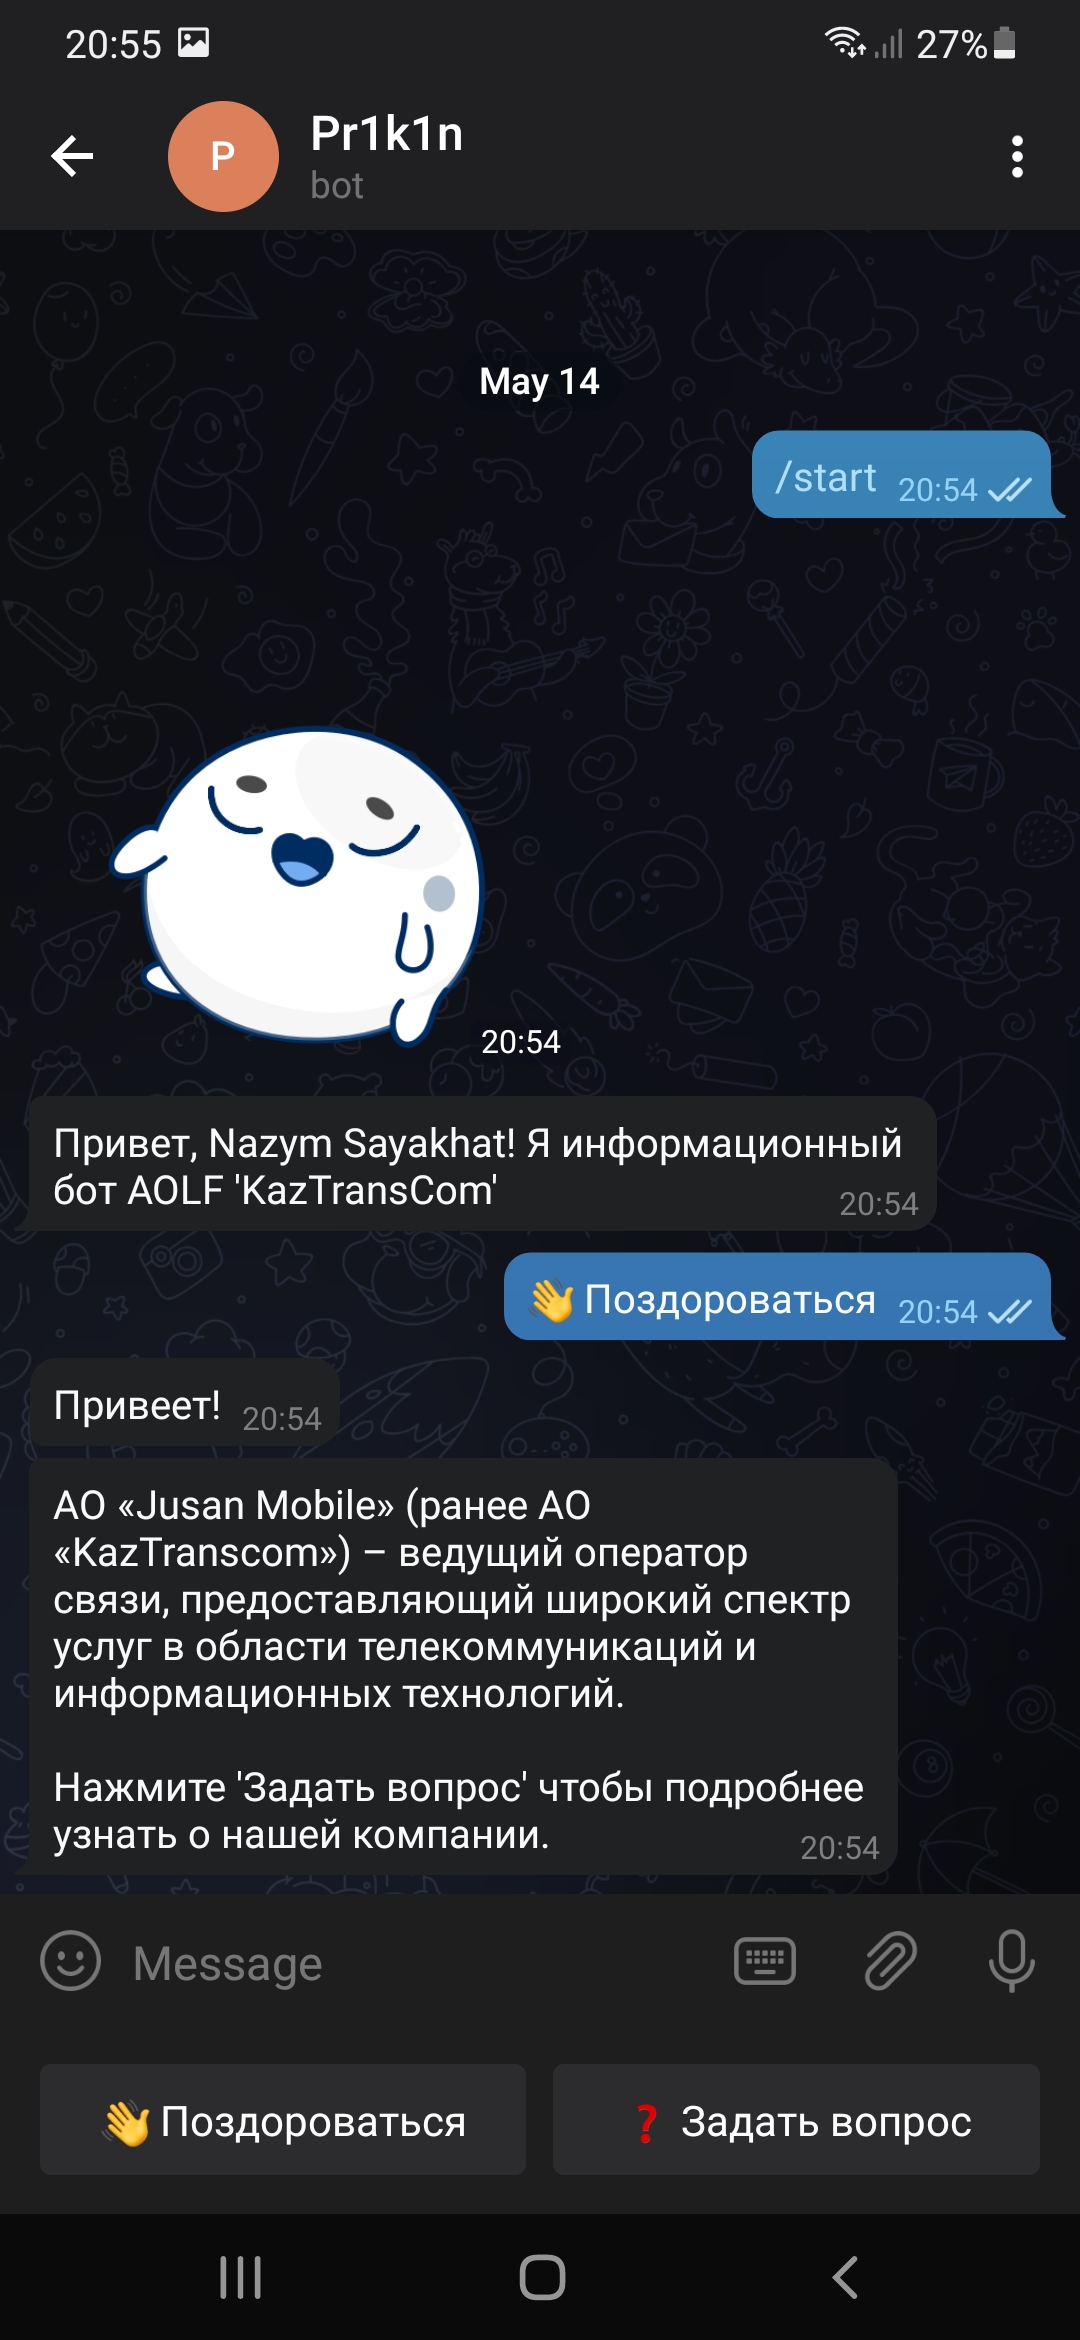 20:55
27%
P
Pr1k1n
bot
May 14
/start 20:54
20:54
Привет, Nazym Sayakhat! Я информационный
бот AOLF 'KazTransCom'
20:54
👋 Поздороваться 20:54
Привеет! 20:54
АО «Jusan Mobile» (ранее АО
«KazTranscom») – ведущий оператор
связи, предоставляющий широкий спектр
услуг в области телекоммуникаций и
информационных технологий.
Нажмите 'Задать вопрос' чтобы подробнее
узнать о нашей компании.
20:54
Message
👋 Поздороваться
❓ Задать вопрос